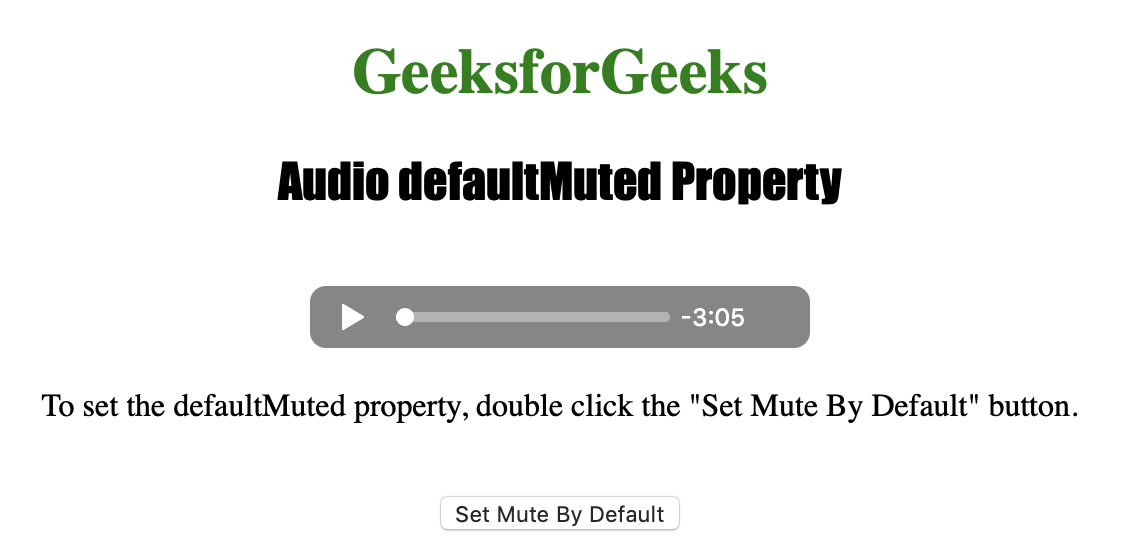 GeeksforGeeks
Audio defaultMuted Property
-3:05
To set the defaultMuted property, double click the "Set Mute By Default" button.
Set Mute By Default